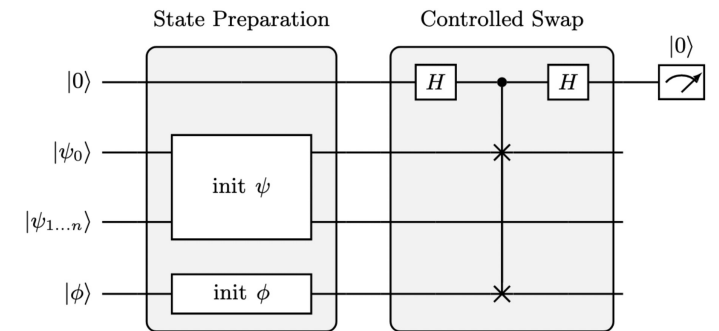 State Preparation
Controlled Swap
|0⟩
|0⟩
H
H
|ψ₀⟩
init ψ
|ψ₁...ₙ⟩
|ϕ⟩
init ϕ